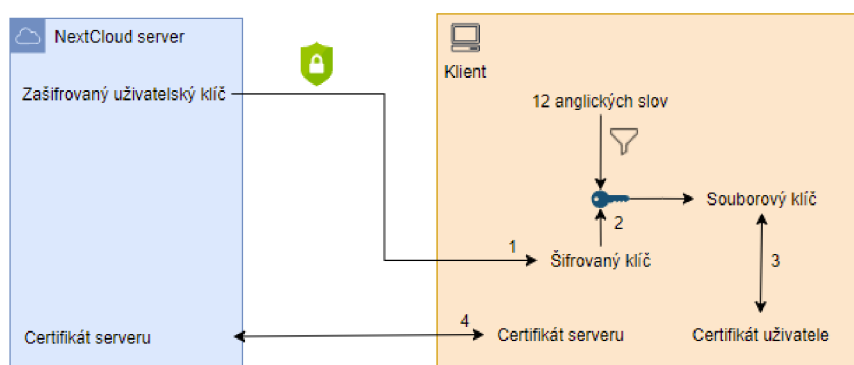 NextCloud server
Zašifrovaný uživatelský klíč
Certifikát serveru
Klient
12 anglických slov
2
Souborový klíč
1
Šifrovaný klíč
3
4
Certifikát serveru
Certifikát uživatele